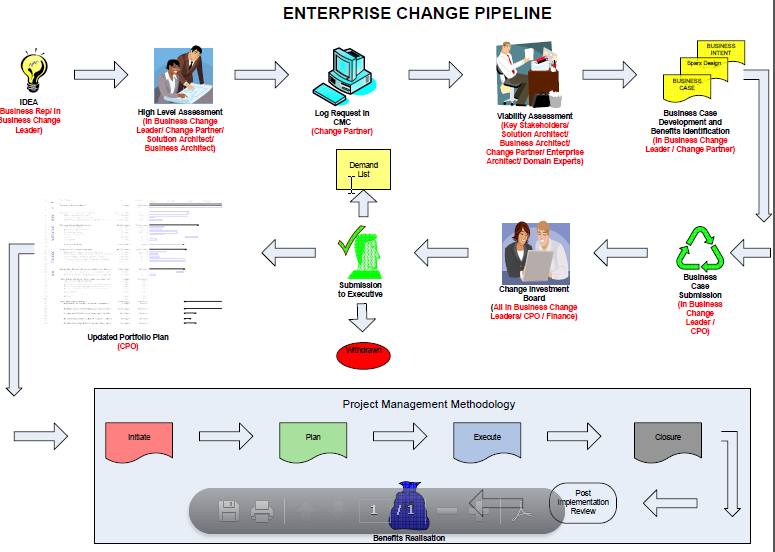 ENTERPRISE CHANGE PIPELINE
IDEA
Business Rep/ In
Business Change
Leader)
High Level Assessment
(In Business Change
Leader/ Change Partner/
Solution Architect/
Business Architect)
Log Request in
CMC
(Change Partner)
Viability Assessment
(Key Stakeholders/
Solution Architect/
Business Architect/
Change Partner/ Enterprise
Architect/ Domain Experts)
BUSINESS
INTENT
Sparx Design
BUSINESS
CASE
Business Case
Development and
Benefits Identification
(In Business Change
Leader / Change Partner)
Demand
List
Updated Portfolio Plan
(CPO)
Submission
to Executive
Withdrawn
Change Investment
Board
(All In Business Change
Leaders/ CPO / Finance)
Business
Case
Submission
(In Business
Change
Leader /
CPO)
Project Management Methodology
Initiate
Plan
Execute
Closure
Post
Implementation
Review
1 / 1
Benefits Realisation